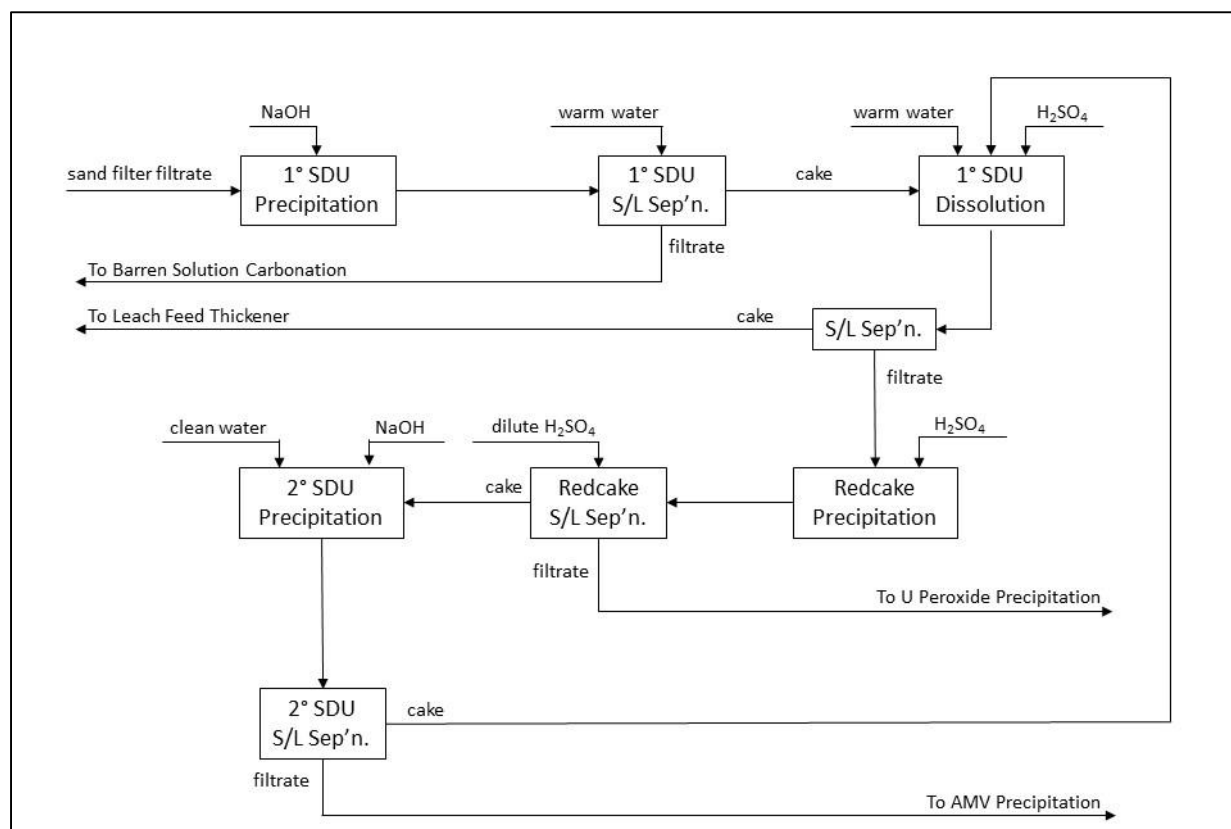 NaOH
warm water
warm water
H₂SO₄
sand filter filtrate
1° SDU
Precipitation
1° SDU
S/L Sep’n.
cake
1° SDU
Dissolution
filtrate
To Barren Solution Carbonation
To Leach Feed Thickener
cake
S/L Sep’n.
filtrate
clean water
NaOH
dilute H₂SO₄
H₂SO₄
2° SDU
Precipitation
cake
Redcake
S/L Sep’n.
Redcake
Precipitation
filtrate
To U Peroxide Precipitation
2° SDU
S/L Sep’n.
cake
filtrate
To AMV Precipitation